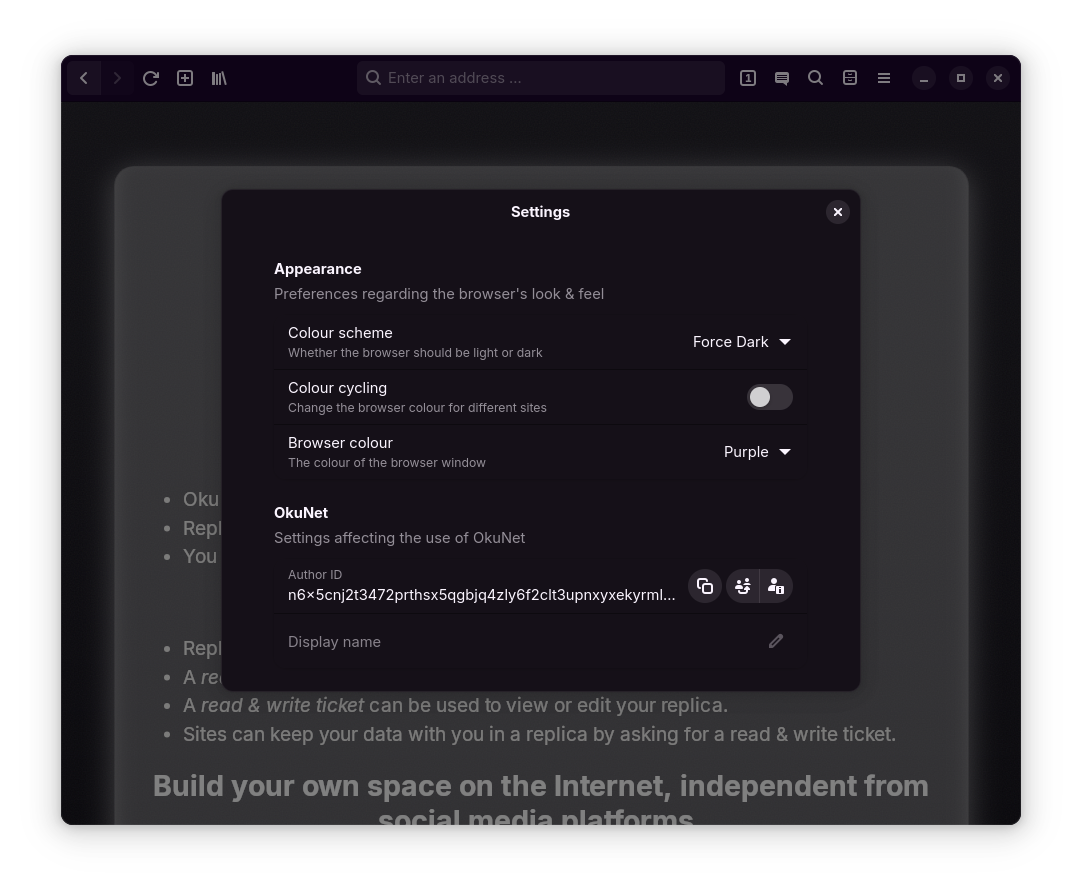 Enter an address ...
1
Settings
Appearance
Preferences regarding the browser's look & feel
Colour scheme
Whether the browser should be light or dark
Force Dark
Colour cycling
Change the browser colour for different sites
Browser colour
The colour of the browser window
Purple
OkuNet
Settings affecting the use of OkuNet
Author ID
n6×5cnj2t3472prthsx5qgbjq4zly6f2clt3upnxyxekyrml...
Display name
• Oku
• Repl
• You
• Repl
• A re
• A read & write ticket can be used to view or edit your replica.
• Sites can keep your data with you in a replica by asking for a read & write ticket.
Build your own space on the Internet, independent from
social media platforms